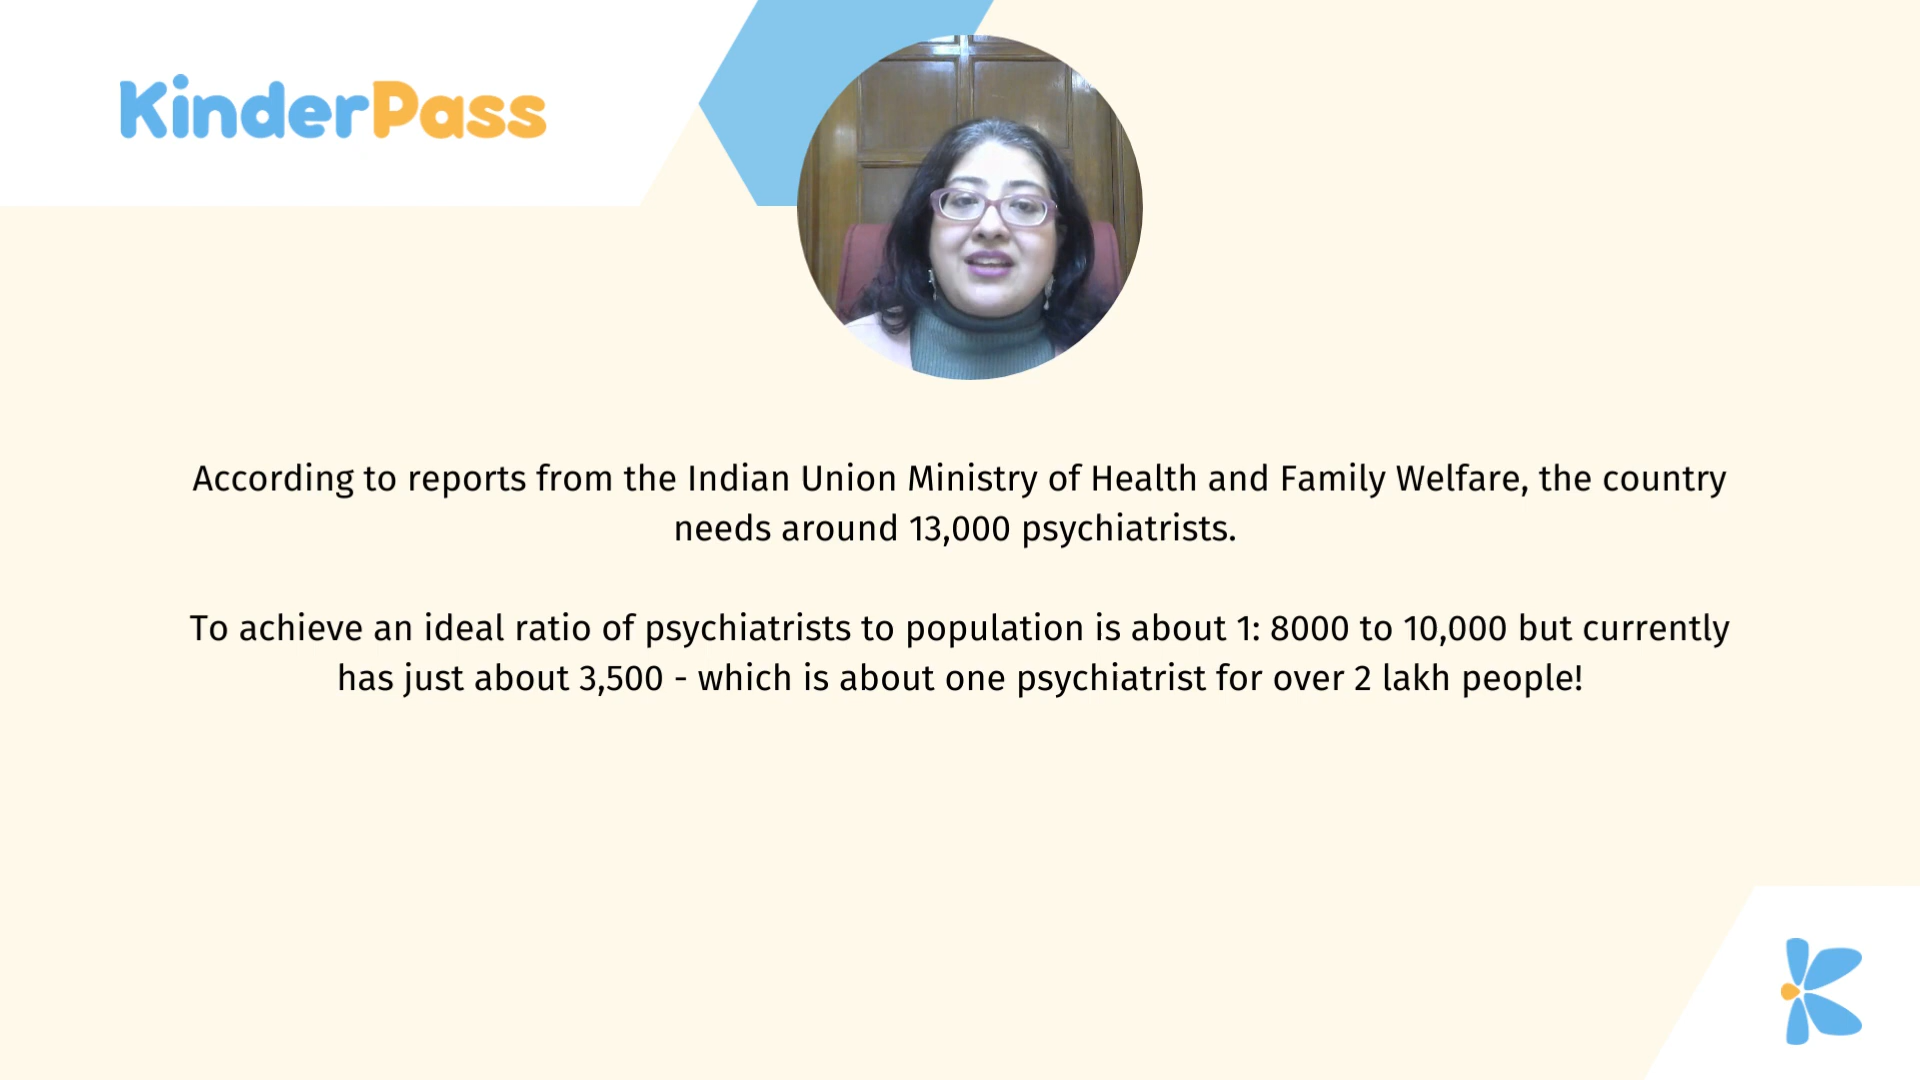 KinderPass
According to reports from the Indian Union Ministry of Health and Family Welfare, the country
needs around 13,000 psychiatrists.
To achieve an ideal ratio of psychiatrists to population is about 1: 8000 to 10,000 but currently
has just about 3,500 - which is about one psychiatrist for over 2 lakh people!